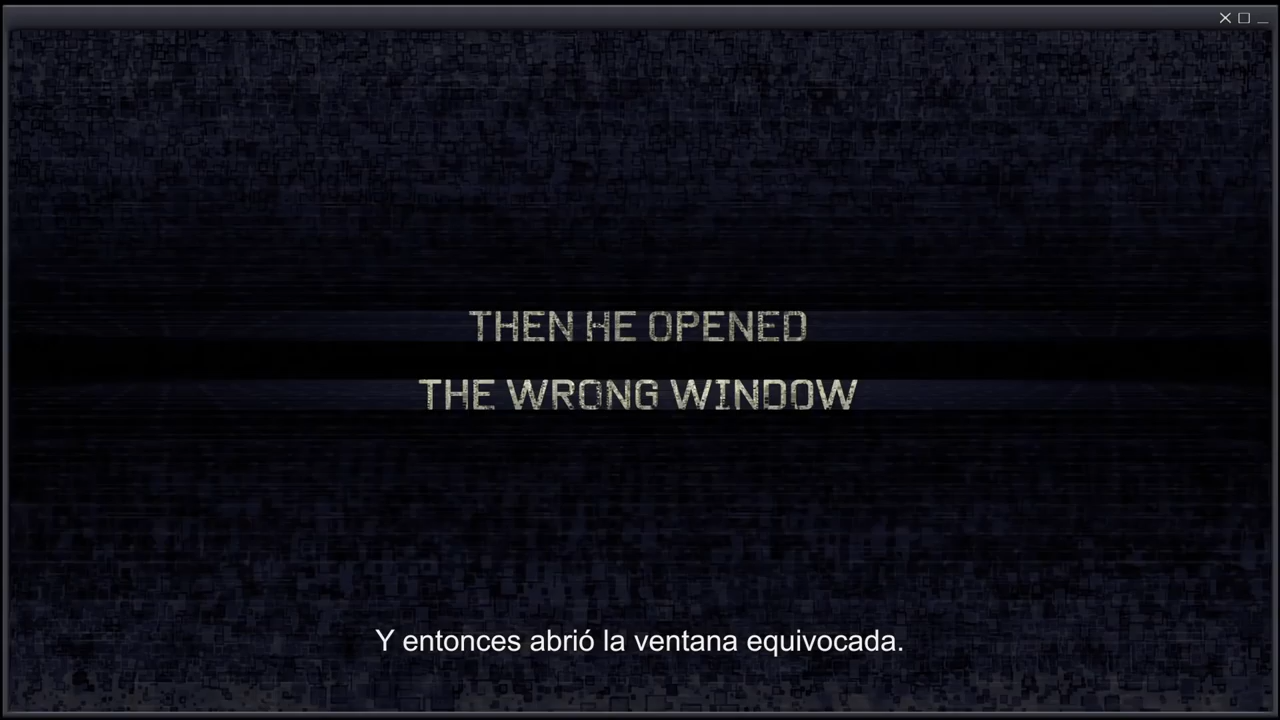 THEN HE OPENED
THE WRONG WINDOW
Y entonces abrió la ventana equivocada.